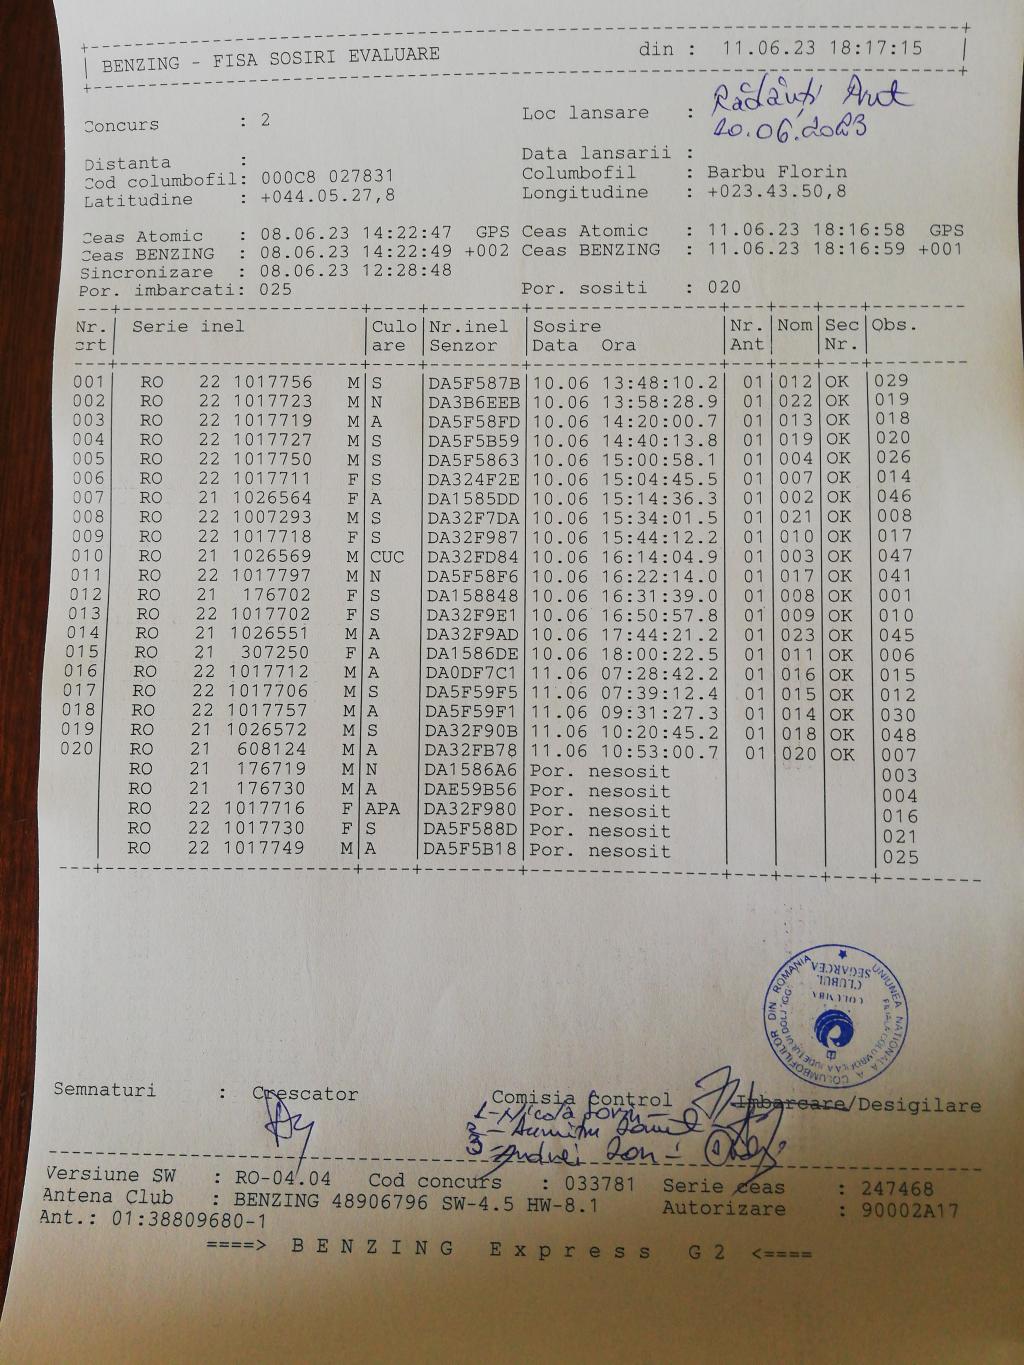 BENZING - FISA SOSIRI EVALUARE din : 11.06.23 18:17:15
Concurs : 2 Loc lansare : Rădăuți Prut
10.06.2023
Distanta : Data lansarii :
Cod columbofil: 000C8 027831 Columbofil : Barbu Florin
Latitudine : +044.05.27,8 Longitudine : +023.43.50,8
Ceas Atomic : 08.06.23 14:22:47 GPS Ceas Atomic : 11.06.23 18:16:58 GPS
Ceas BENZING : 08.06.23 14:22:49 +002 Ceas BENZING : 11.06.23 18:16:59 +001
Sincronizare : 08.06.23 12:28:48
Por. imbarcati: 025 Por. sositi : 020
Nr. Serie inel Culo Nr.inel Sosire Nr. Nom Sec Obs.
crt are Senzor Data Ora Ant Nr.
001 RO 22 1017756 M S DA5F587B 10.06 13:48:10.2 01 012 OK 029
002 RO 22 1017723 M N DA3B6EEB 10.06 13:58:28.9 01 022 OK 019
003 RO 22 1017719 M A DA5F58FD 10.06 14:20:00.7 01 013 OK 018
004 RO 22 1017727 M S DA5F5B59 10.06 14:40:13.8 01 019 OK 020
005 RO 22 1017750 M S DA5F5863 10.06 15:00:58.1 01 004 OK 026
006 RO 22 1017711 F S DA324F2E 10.06 15:04:45.5 01 007 OK 014
007 RO 21 1026564 F A DA1585DD 10.06 15:14:36.3 01 002 OK 046
008 RO 22 1007293 M S DA32F7DA 10.06 15:34:01.5 01 021 OK 008
009 RO 22 1017718 F S DA32F987 10.06 15:44:12.2 01 010 OK 017
010 RO 21 1026569 M CUC DA32FD84 10.06 16:14:04.9 01 003 OK 047
011 RO 22 1017797 M N DA5F58F6 10.06 16:22:14.0 01 017 OK 041
012 RO 21 176702 F S DA158848 10.06 16:31:39.0 01 008 OK 001
013 RO 22 1017702 F S DA32F9E1 10.06 16:50:57.8 01 009 OK 010
014 RO 21 1026551 M A DA32F9AD 10.06 17:44:21.2 01 023 OK 045
015 RO 21 307250 F A DA1586DE 10.06 18:00:22.5 01 011 OK 006
016 RO 22 1017712 M A DA0DF7C1 11.06 07:28:42.2 01 016 OK 015
017 RO 22 1017706 M S DA5F59F5 11.06 07:39:12.4 01 015 OK 012
018 RO 22 1017757 M A DA5F59F1 11.06 09:31:27.3 01 014 OK 030
019 RO 21 1026572 M S DA32F90B 11.06 10:20:45.2 01 018 OK 048
020 RO 21 608124 M A DA32FB78 11.06 10:53:00.7 01 020 OK 007
RO 21 176719 M N DA1586A6 Por. nesosit 003
RO 21 176730 M A DAE59B56 Por. nesosit 004
RO 22 1017716 F APA DA32F980 Por. nesosit 016
RO 22 1017730 F S DA5F588D Por. nesosit 021
RO 22 1017749 M A DA5F5B18 Por. nesosit 025
UNIUNEA NATIONALA A COLUMBOFILILOR DIN ROMANIA
CLUBUL
SEGARCEA
Semnaturi : Crescator Comisia Control Imbarcare/Desigilare
1-Nicola
2-
3-Andrei Ion
Versiune SW : RO-04.04 Cod concurs : 033781 Serie ceas : 247468
Antena Club : BENZING 48906796 SW-4.5 HW-8.1 Autorizare : 90002A17
Ant.: 01:38809680-1
====> BENZING Express G2 <====